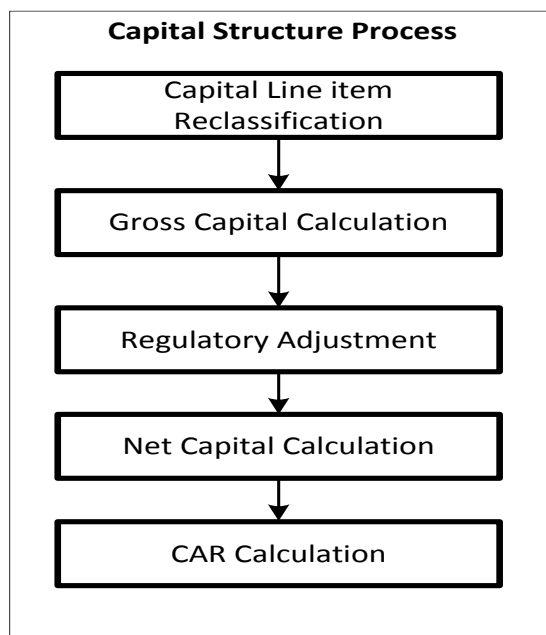 Capital Structure Process
Capital Line item
Reclassification
Gross Capital Calculation
Regulatory Adjustment
Net Capital Calculation
CAR Calculation